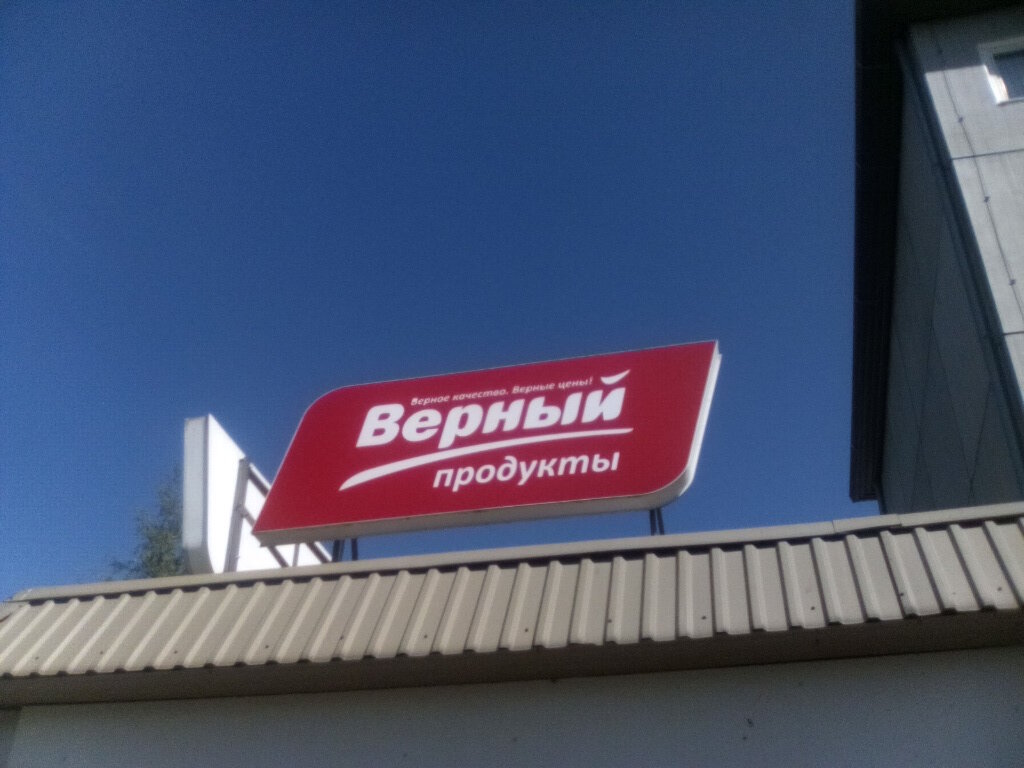 Верное качество. Верные цены!
Верный
продукты